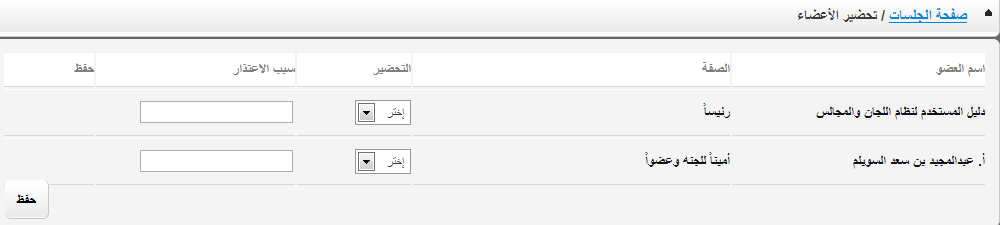 صفحة الجلسات / تحضير الأعضاء
اسم العضو الصفة التحضير سبب الاعتذار حفظ
دليل المستخدم لنظام اللجان والمجالس رئيساً إختر
أ. عبدالمجيد بن سعد السويلم أميناً للجنه وعضواً إختر
حفظ